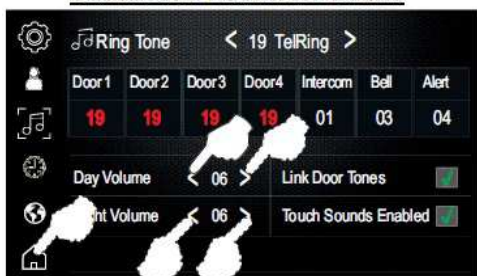 Ring Tone < 19 TelRing >
Door1 Door2 Door3 Door4 Intercom Bell Alert
19 19 19 19 01 03 04
Day Volume < 06 > Link Door Tones
Volume < 06 > Touch Sounds Enabled